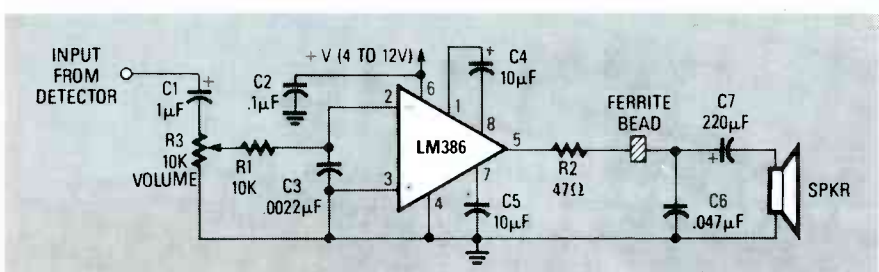 INPUT
FROM
DETECTOR
C1
1µF
+
R3
10K
VOLUME
R1
10K
C2
.1µF
+V (4 TO 12V)
C3
.0022µF
2
3
6
1
LM386
8
5
7
4
+
C4
10µF
C5
10µF
R2
47Ω
FERRITE
BEAD
C7
220µF
+
C6
.047µF
SPKR